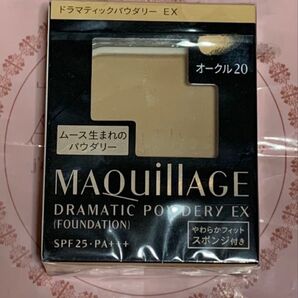 ドラマティックパウダリー EX
オークル20
ムース生まれの
パウダリー
MAQuillAGE
DRAMATIC POWDERY EX
(FOUNDATION)
SPF25・PA+++
やわらかフィット
スポンジ付き